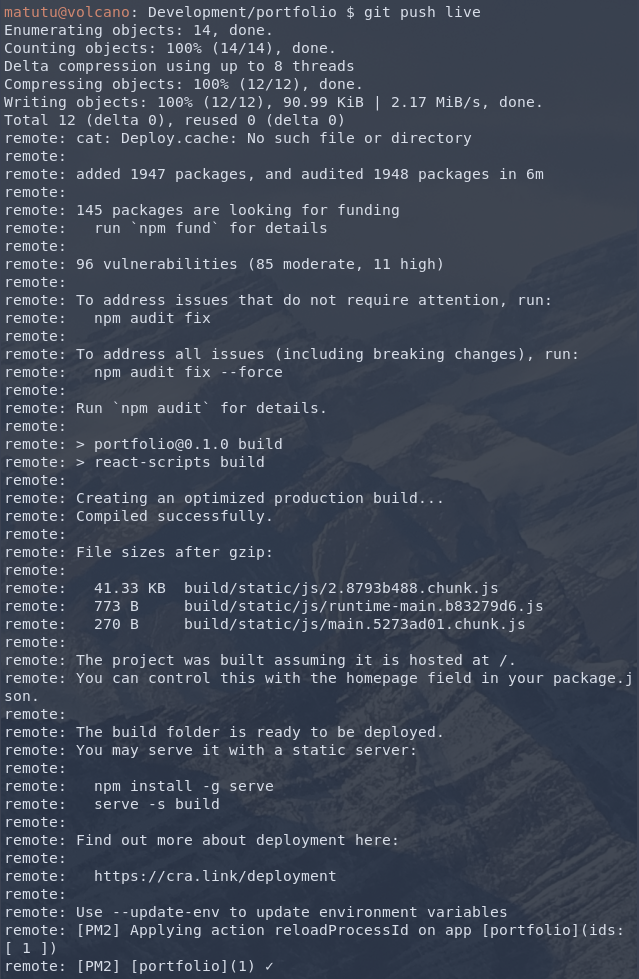 matutu@volcano: Development/portfolio $ git push live
Enumerating objects: 14, done.
Counting objects: 100% (14/14), done.
Delta compression using up to 8 threads
Compressing objects: 100% (12/12), done.
Writing objects: 100% (12/12), 90.99 KiB | 2.17 MiB/s, done.
Total 12 (delta 0), reused 0 (delta 0)
remote: cat: Deploy.cache: No such file or directory
remote:
remote: added 1947 packages, and audited 1948 packages in 6m
remote:
remote: 145 packages are looking for funding
remote:   run `npm fund` for details
remote:
remote: 96 vulnerabilities (85 moderate, 11 high)
remote:
remote: To address issues that do not require attention, run:
remote:   npm audit fix
remote:
remote: To address all issues (including breaking changes), run:
remote:   npm audit fix --force
remote:
remote: Run `npm audit` for details.
remote:
remote: > portfolio@0.1.0 build
remote: > react-scripts build
remote:
remote: Creating an optimized production build...
remote: Compiled successfully.
remote:
remote: File sizes after gzip:
remote:
remote:   41.33 KB  build/static/js/2.8793b488.chunk.js
remote:   773 B     build/static/js/runtime-main.b83279d6.js
remote:   270 B     build/static/js/main.5273ad01.chunk.js
remote:
remote: The project was built assuming it is hosted at /.
remote: You can control this with the homepage field in your package.j
son.
remote:
remote: The build folder is ready to be deployed.
remote: You may serve it with a static server:
remote:
remote:   npm install -g serve
remote:   serve -s build
remote:
remote: Find out more about deployment here:
remote:
remote:   https://cra.link/deployment
remote:
remote: Use --update-env to update environment variables
remote: [PM2] Applying action reloadProcessId on app [portfolio](ids:
[ 1 ])
remote: [PM2] [portfolio](1) ✓